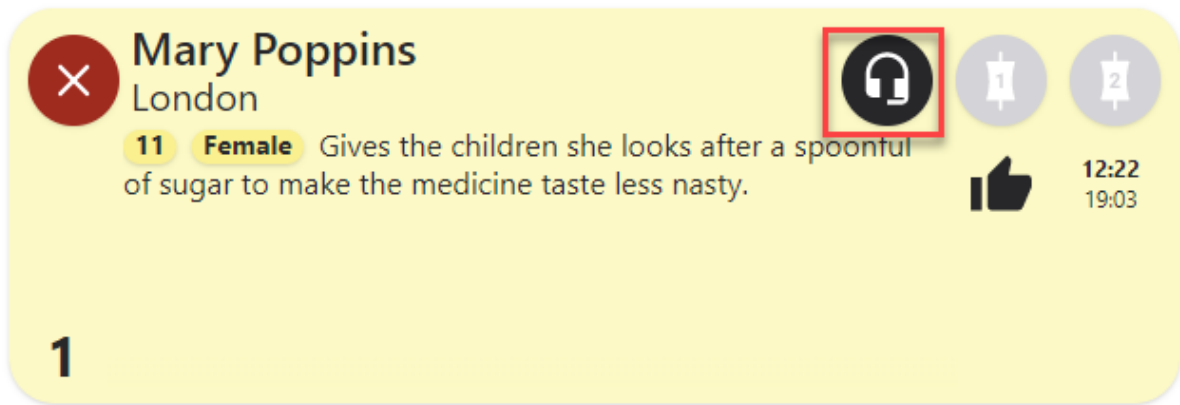 Mary Poppins
London
1 2
11 Female Gives the children she looks after a spoonful
of sugar to make the medicine taste less nasty.
12:22
19:03
1